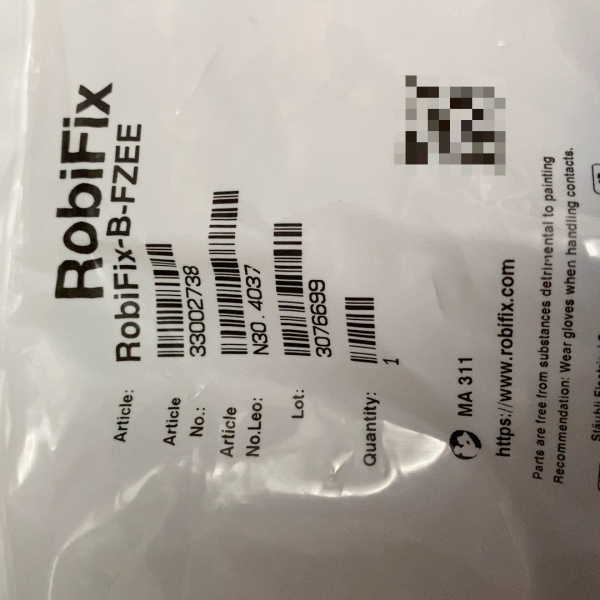 RobiFix
Article: RobiFix-B-FZEE
Article No.: 33002738
Article No.Leo: N30.4037
Lot: 3076699
Quantity: 1
MA 311
https://www.robifix.com
Parts are free from substances detrimental to painting
Recommendation: Wear gloves when handling contacts.